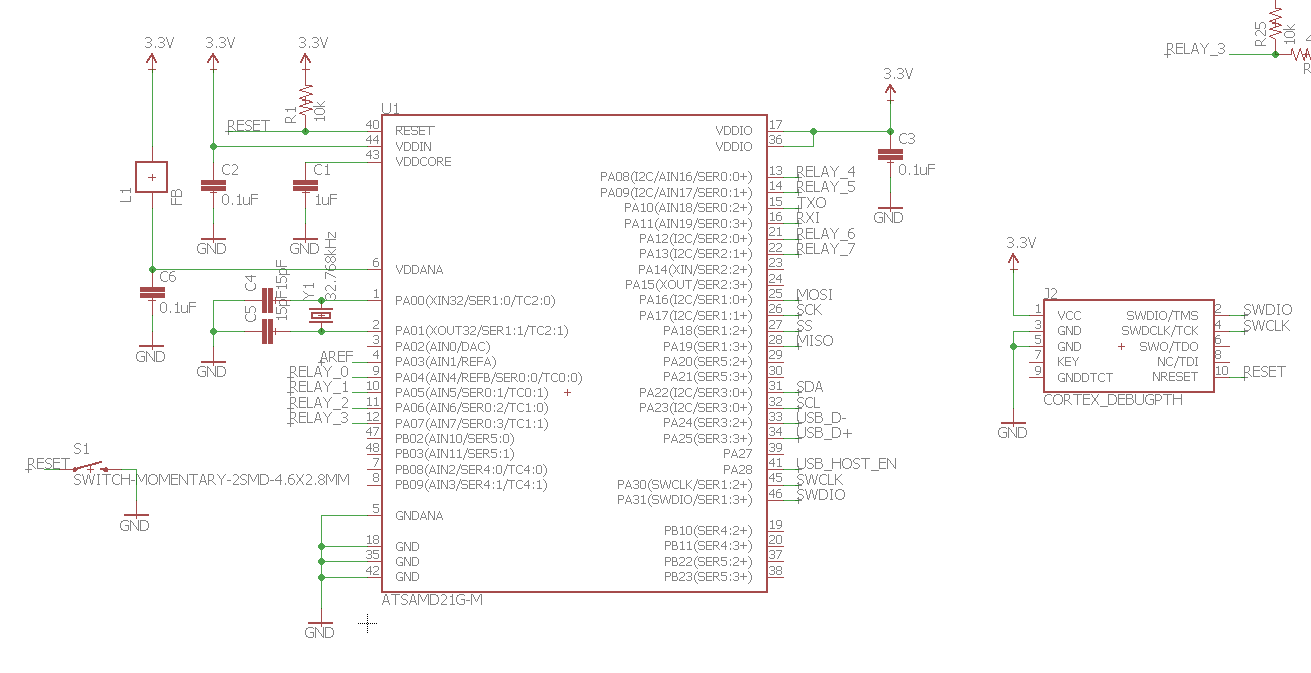 3.3V 3.3V 3.3V
R25 10k
RELAY_3
4
R
3.3V
R1 10k
U1
RESET 40 RESET VDDIO 17
44 VDDIN VDDIO 36
43 VDDCORE
C3
0.1uF
C2
0.1uF
C1
1uF
L1 FB
13 PA08(I2C/AIN16/SER0:0+) RELAY_4
14 PA09(I2C/AIN17/SER0:1+) RELAY_5
15 PA10(AIN18/SER0:2+) TXO
16 PA11(AIN19/SER0:3+) RXI
21 PA12(I2C/SER2:0+) RELAY_6
22 PA13(I2C/SER2:1+) RELAY_7
GND GND GND
3.3V
6 VDDANA
PA14(XIN/SER2:2+) 23
PA15(XOUT/SER2:3+) 24
C6
0.1uF
C4 15pF
C5 15pF
Y1 32.768kHz
1 PA00(XIN32/SER1:0/TC2:0)
PA16(I2C/SER1:0+) 25 MOSI
PA17(I2C/SER1:1+) 26 SCK
2 PA01(XOUT32/SER1:1/TC2:1)
PA18(SER1:2+) 27 SS
3 PA02(AIN0/DAC)
PA19(SER1:3+) 28 MISO
GND GND
AREF 4 PA03(AIN1/REFA)
PA20(SER5:2+) 29
RELAY_0 9 PA04(AIN4/REFB/SER0:0/TC0:0)
PA21(SER5:3+) 30
RELAY_1 10 PA05(AIN5/SER0:1/TC0:1)
PA22(I2C/SER3:0+) 31 SDA
RELAY_2 11 PA06(AIN6/SER0:2/TC1:0)
PA23(I2C/SER3:0+) 32 SCL
RELAY_3 12 PA07(AIN7/SER0:3/TC1:1)
PA24(SER3:2+) 33 USB_D-
47 PB02(AIN10/SER5:0)
PA25(SER3:3+) 34 USB_D+
48 PB03(AIN11/SER5:1)
PA27 39
7 PB08(AIN2/SER4:0/TC4:0)
PA28 41 USB_HOST_EN
8 PB09(AIN3/SER4:1/TC4:1)
PA30(SWCLK/SER1:2+) 45 SWCLK
PA31(SWDIO/SER1:3+) 46 SWDIO
5 GNDANA
PB10(SER4:2+) 19
18 GND
PB11(SER4:3+) 20
35 GND
PB22(SER5:2+) 37
42 GND
PB23(SER5:3+) 38
ATSAMD21G-M
GND
S1
RESET
SWITCH-MOMENTARY-2SMD-4.6X2.8MM
GND
J2
1 VCC SWDIO/TMS 2 SWDIO
3 GND SWDCLK/TCK 4 SWCLK
5 GND SWO/TDO 6
7 KEY NC/TDI 8
9 GNDDTCT NRESET 10 RESET
CORTEX_DEBUGPTH
GND